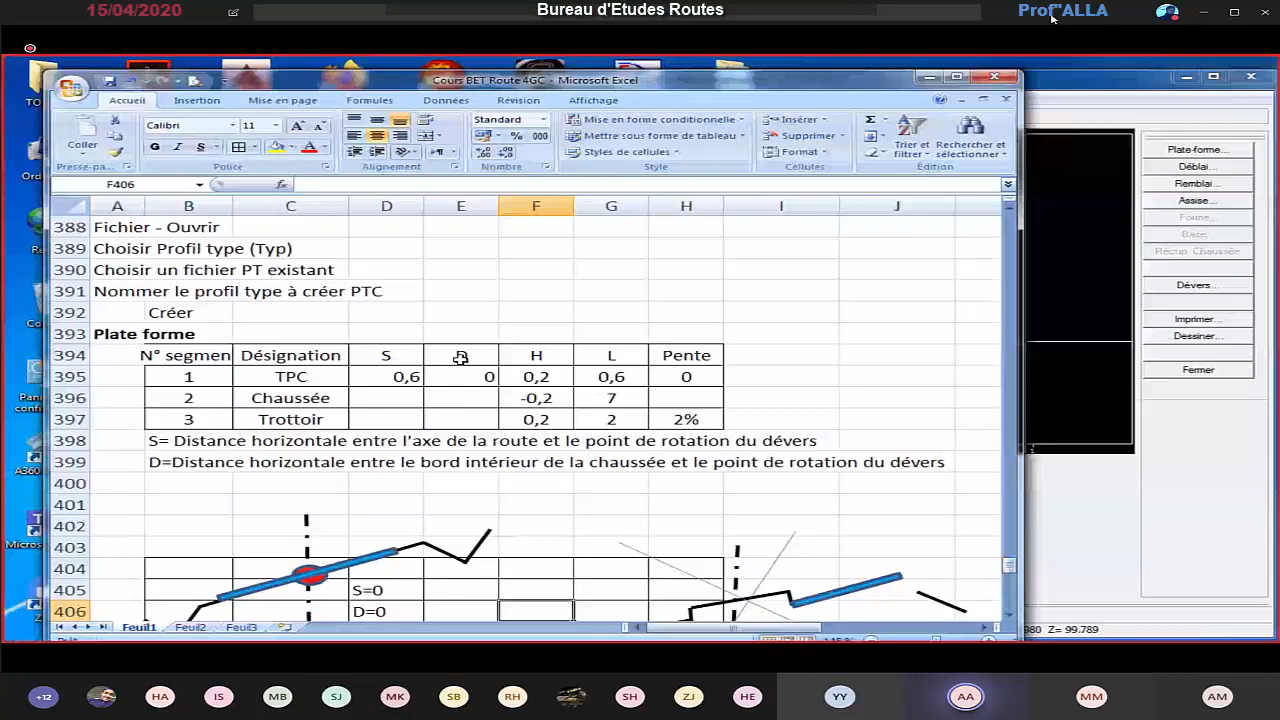 15/04/2020
Bureau d'Etudes Routes
Prof"ALLA
Cours BET Route 4GC - Microsoft Excel
Accueil
Insertion
Mise en page
Formules
Données
Révision
Affichage
Coller
Presse-pa...
Calibri
11
G
I
S
Police
Alignement
Standard
%
000
Nombre
Mise en forme conditionnelle
Mettre sous forme de tableau
Styles de cellules
Style
Insérer
Supprimer
Format
Cellules
Σ
Trier et filtrer
Rechercher et sélectionner
Édition
F406
fx
A B C D E F G H I J
388 Fichier - Ouvrir
389 Choisir Profil type (Typ)
390 Choisir un fichier PT existant
391 Nommer le profil type à créer PTC
392 Créer
393 Plate forme
394 N° segmen Désignation S D H L Pente
395 1 TPC 0,6 0 0,2 0,6 0
396 2 Chaussée -0,2 7
397 3 Trottoir 0,2 2 2%
398 S= Distance horizontale entre l'axe de la route et le point de rotation du dévers
399 D=Distance horizontale entre le bord intérieur de la chaussée et le point de rotation du dévers
400
401
402
403
404
405 S=0
406 D=0
Feuil1 Feuil2 Feuil3
Plate-forme...
Déblai...
Remblai...
Assise...
Forme...
Base...
Récup. Chaussée
Dévers...
Imprimer...
Dessiner...
Fermer
980 Z= 99.789
+12
HA
IS
MB
SJ
MK
SB
RH
SH
ZJ
HE
YY
AA
MM
AM